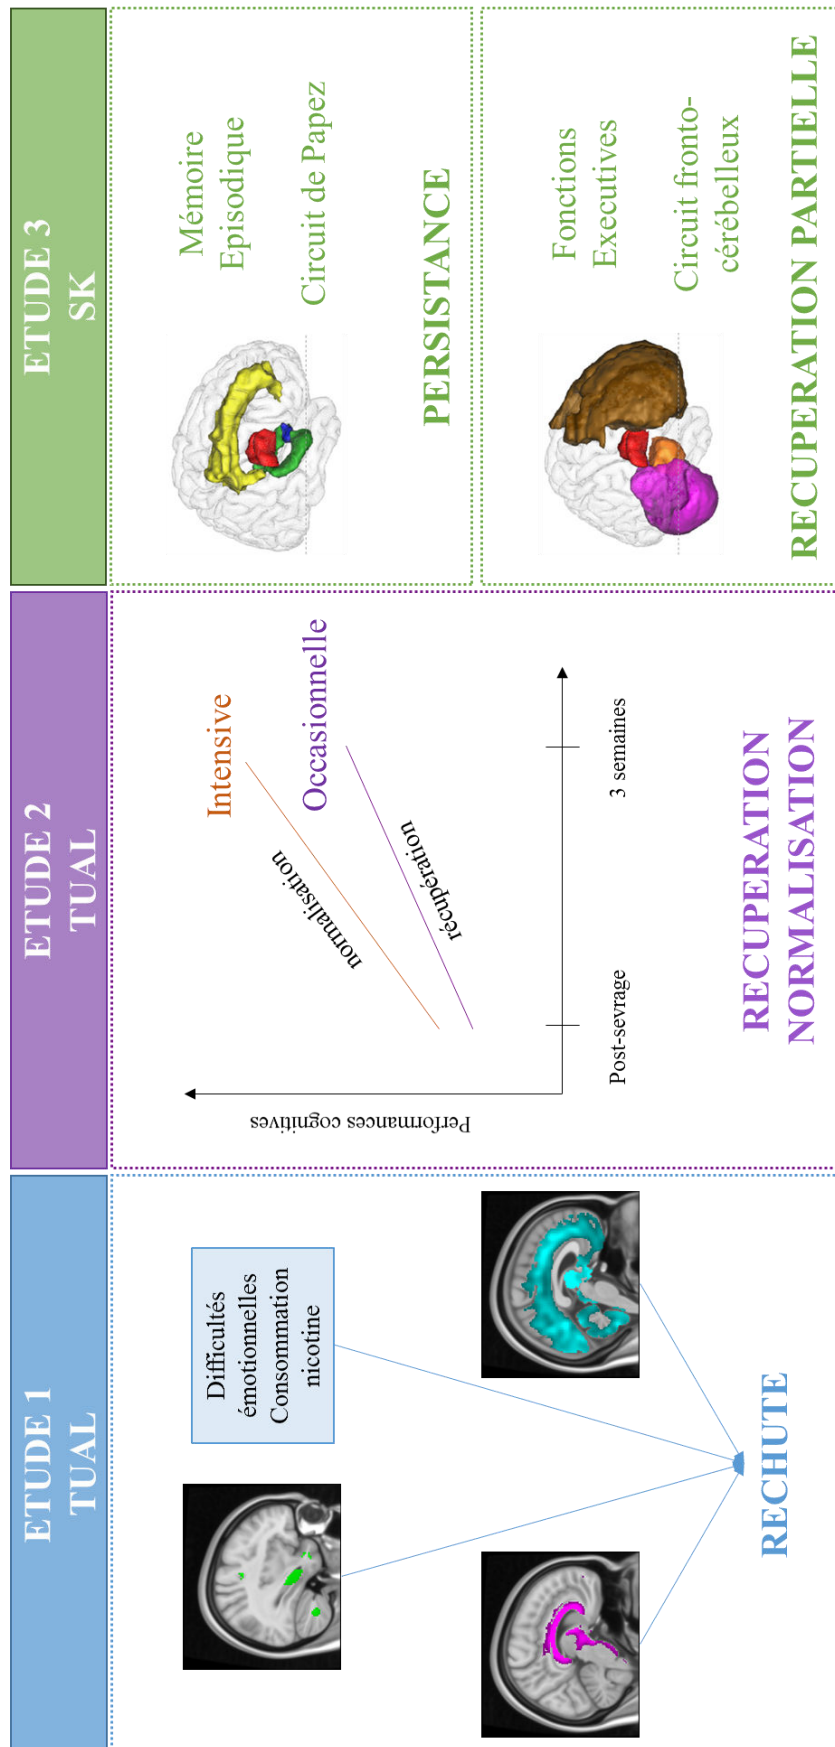 ETUDE 1
TUAL
Difficultés
émotionnelles
Consommation
nicotine
RECHUTE
ETUDE 2
TUAL
Performances cognitives
Intensive
normalisation
Occasionnelle
récupération
Post-sevrage
3 semaines
RECUPERATION
NORMALISATION
ETUDE 3
SK
Mémoire
Episodique
Circuit de Papez
PERSISTANCE
Fonctions
Executives
Circuit fronto-
cérébelleux
RECUPERATION PARTIELLE